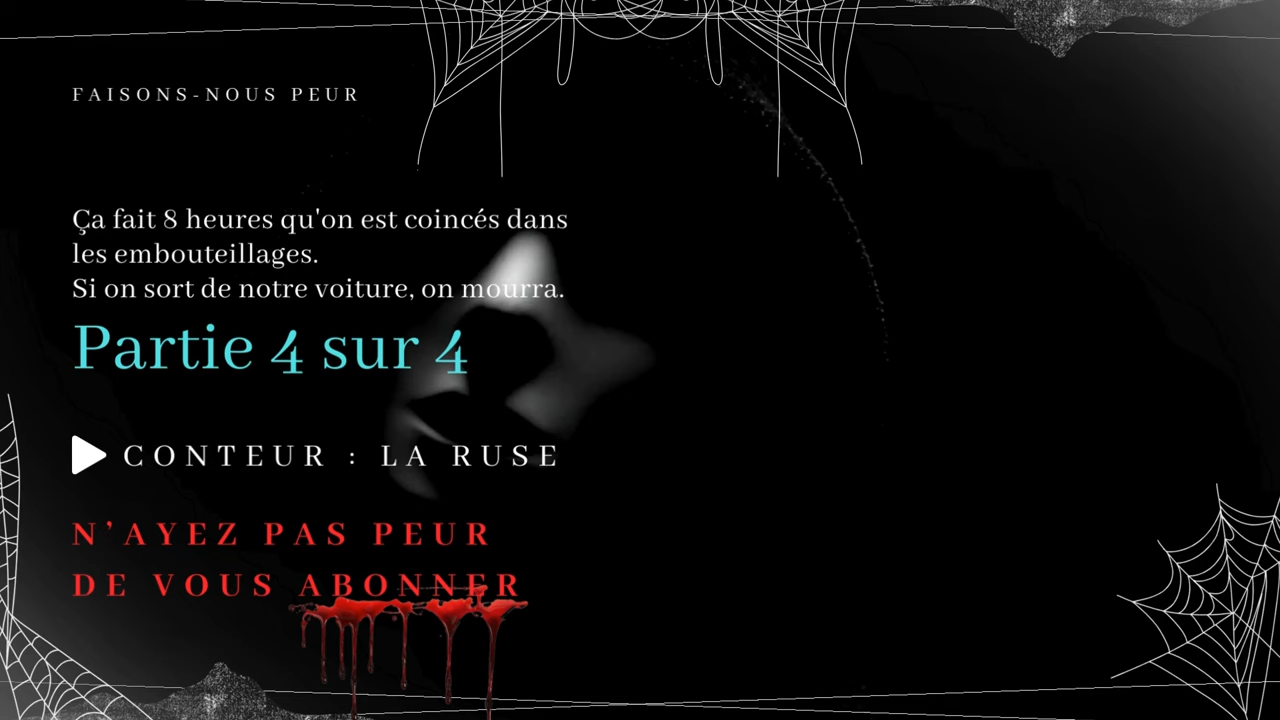 FAISONS-NOUS PEUR
Ça fait 8 heures qu'on est coincés dans
les embouteillages.
Si on sort de notre voiture, on mourra.
Partie 4 sur 4
CONTEUR : LA RUSE
N’AYEZ PAS PEUR
DE VOUS ABONNER